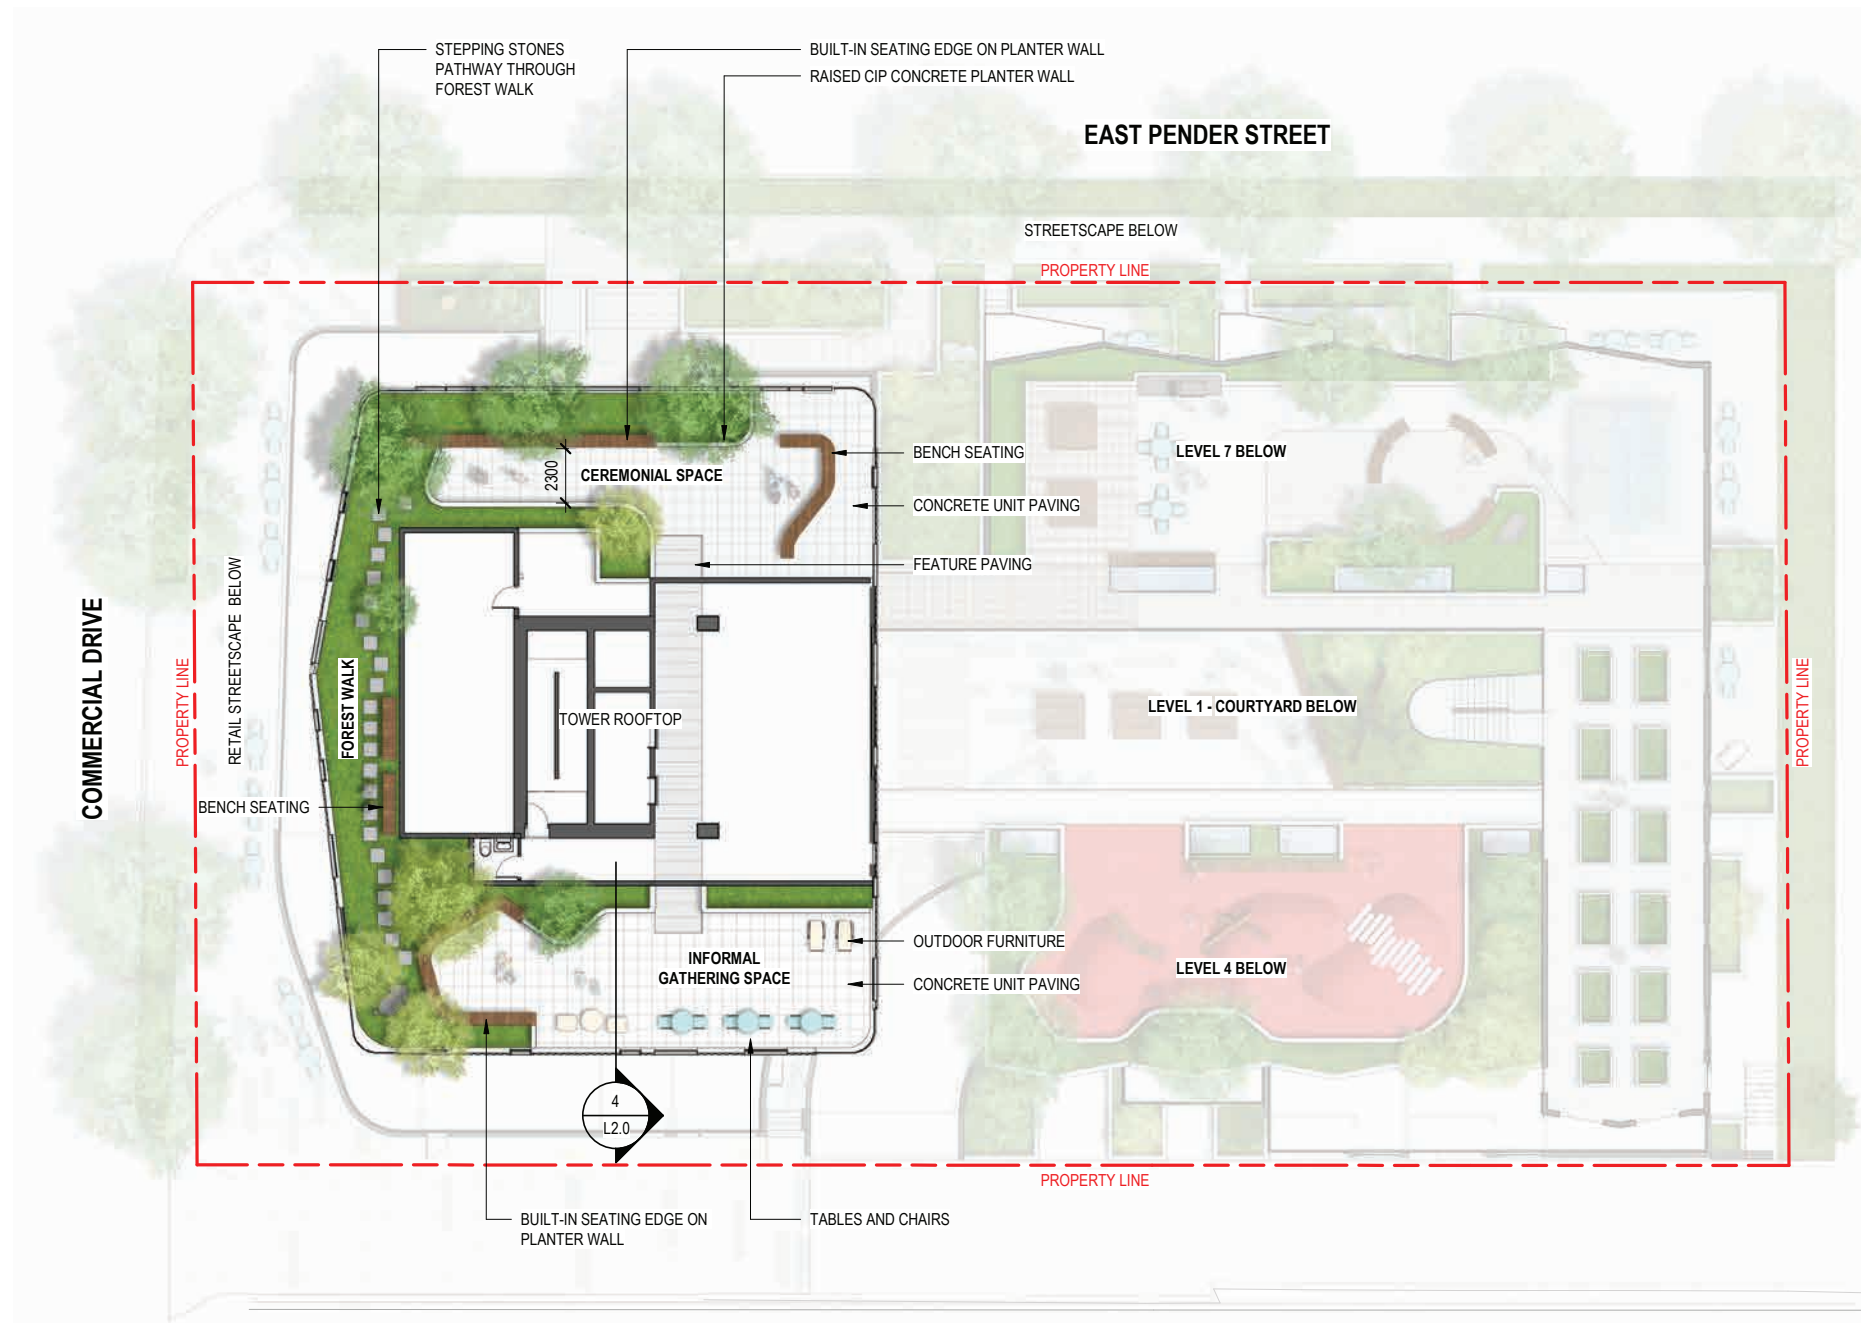 STEPPING STONES
PATHWAY THROUGH
FOREST WALK
BUILT-IN SEATING EDGE ON PLANTER WALL
RAISED CIP CONCRETE PLANTER WALL
EAST PENDER STREET
STREETSCAPE BELOW
PROPERTY LINE
BENCH SEATING
LEVEL 7 BELOW
2300
CEREMONIAL SPACE
CONCRETE UNIT PAVING
FEATURE PAVING
COMMERCIAL DRIVE
PROPERTY LINE
RETAIL STREETSCAPE BELOW
FOREST WALK
TOWER ROOFTOP
LEVEL 1 - COURTYARD BELOW
PROPERTY LINE
BENCH SEATING
OUTDOOR FURNITURE
INFORMAL
GATHERING SPACE
LEVEL 4 BELOW
CONCRETE UNIT PAVING
4
L2.0
PROPERTY LINE
BUILT-IN SEATING EDGE ON
PLANTER WALL
TABLES AND CHAIRS